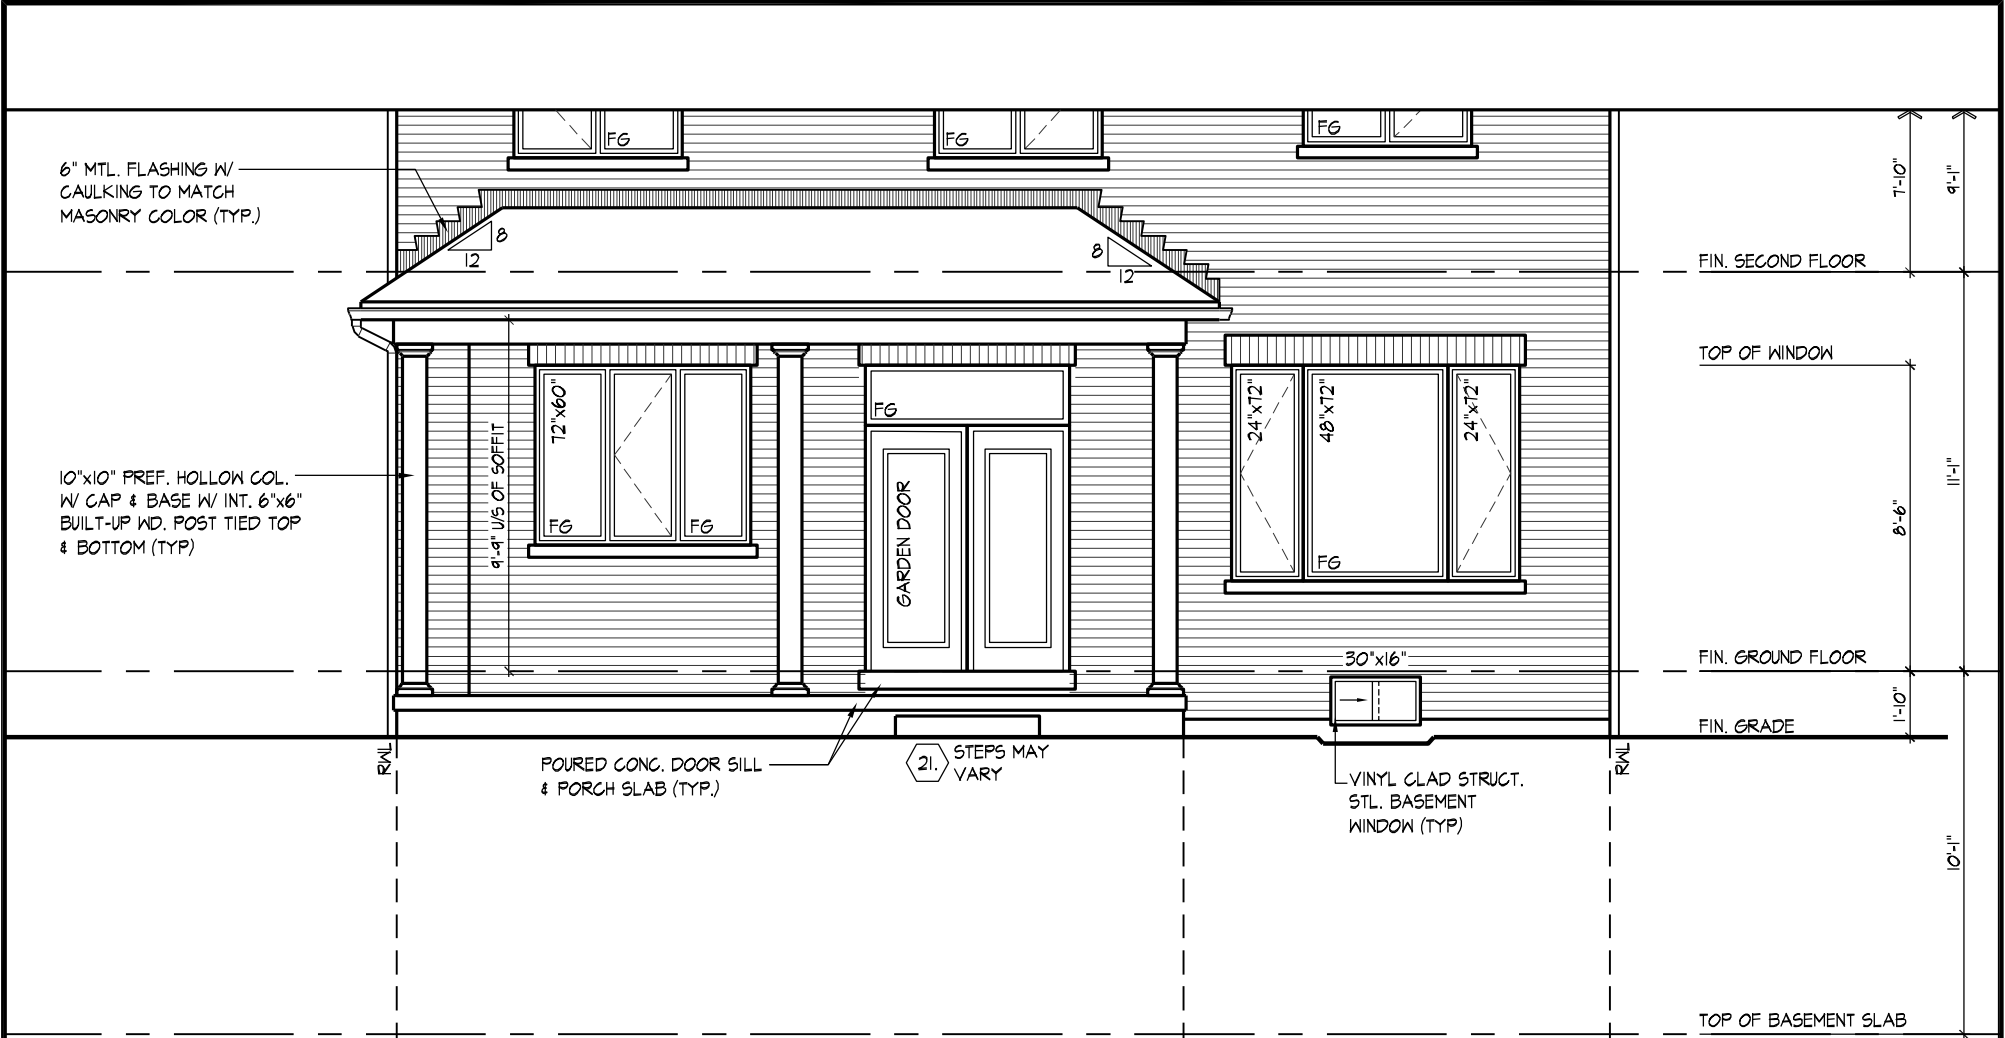 FG
FG
FG
6" MTL. FLASHING W/
CAULKING TO MATCH
MASONRY COLOR (TYP.)
7'-10"
9'-1"
8
12
8
12
FIN. SECOND FLOOR
TOP OF WINDOW
72"x60"
FG
FG
9'-9" U/S OF SOFFIT
FG
GARDEN DOOR
24"x72"
48"x72"
24"x72"
FG
10"x10" PREF. HOLLOW COL.
W/ CAP & BASE W/ INT. 6"x6"
BUILT-UP WD. POST TIED TOP
& BOTTOM (TYP)
11'-1"
8'-6"
30"x16"
FIN. GROUND FLOOR
1'-10"
FIN. GRADE
RWL
POURED CONC. DOOR SILL
& PORCH SLAB (TYP.)
21.
STEPS MAY
VARY
RWL
VINYL CLAD STRUCT.
STL. BASEMENT
WINDOW (TYP)
10'-1"
TOP OF BASEMENT SLAB